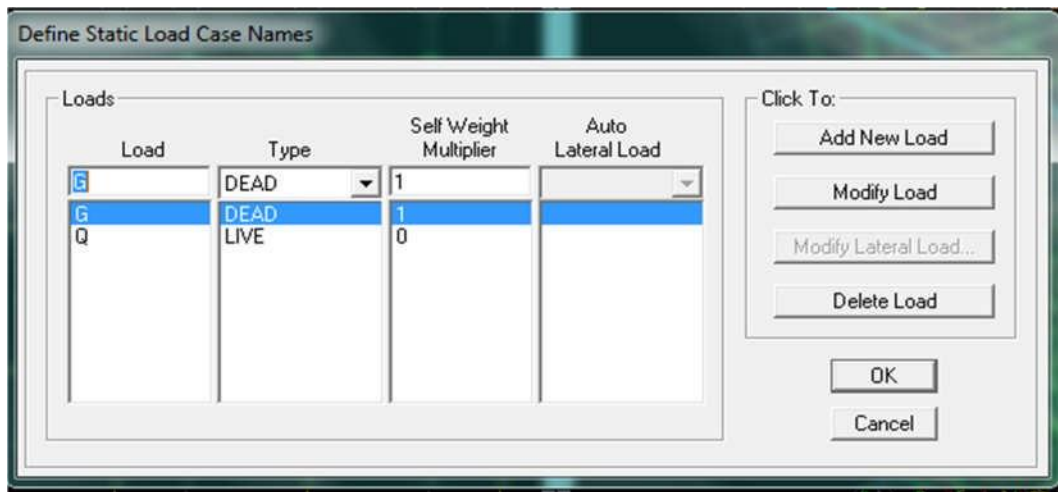 Define Static Load Case Names
Loads
Load Type Self Weight Multiplier Auto Lateral Load
G DEAD 1
G DEAD 1
Q LIVE 0
Click To:
Add New Load
Modify Load
Modify Lateral Load...
Delete Load
OK
Cancel